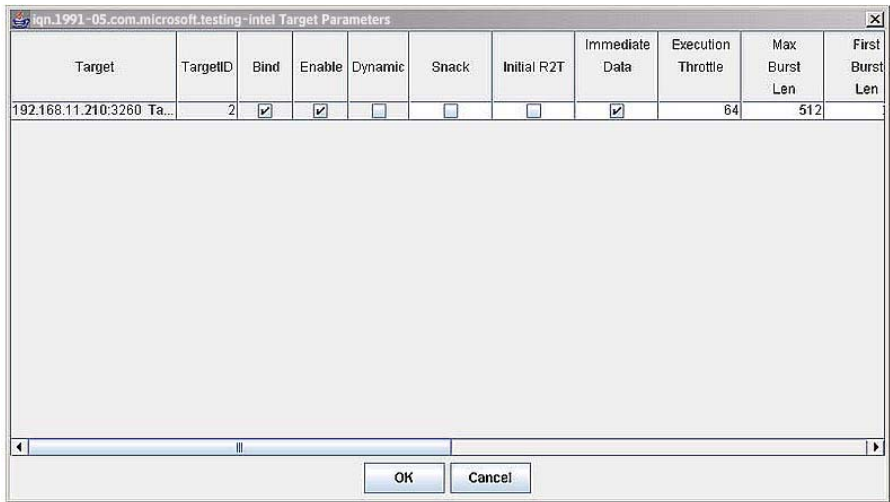 iqn.1991-05.com.microsoft.testing-intel Target Parameters
Target TargetID Bind Enable Dynamic Snack Initial R2T Immediate Data Execution Throttle Max Burst Len First Burst Len
192.168.11.210:3260 Ta... 2 64 512
OK Cancel